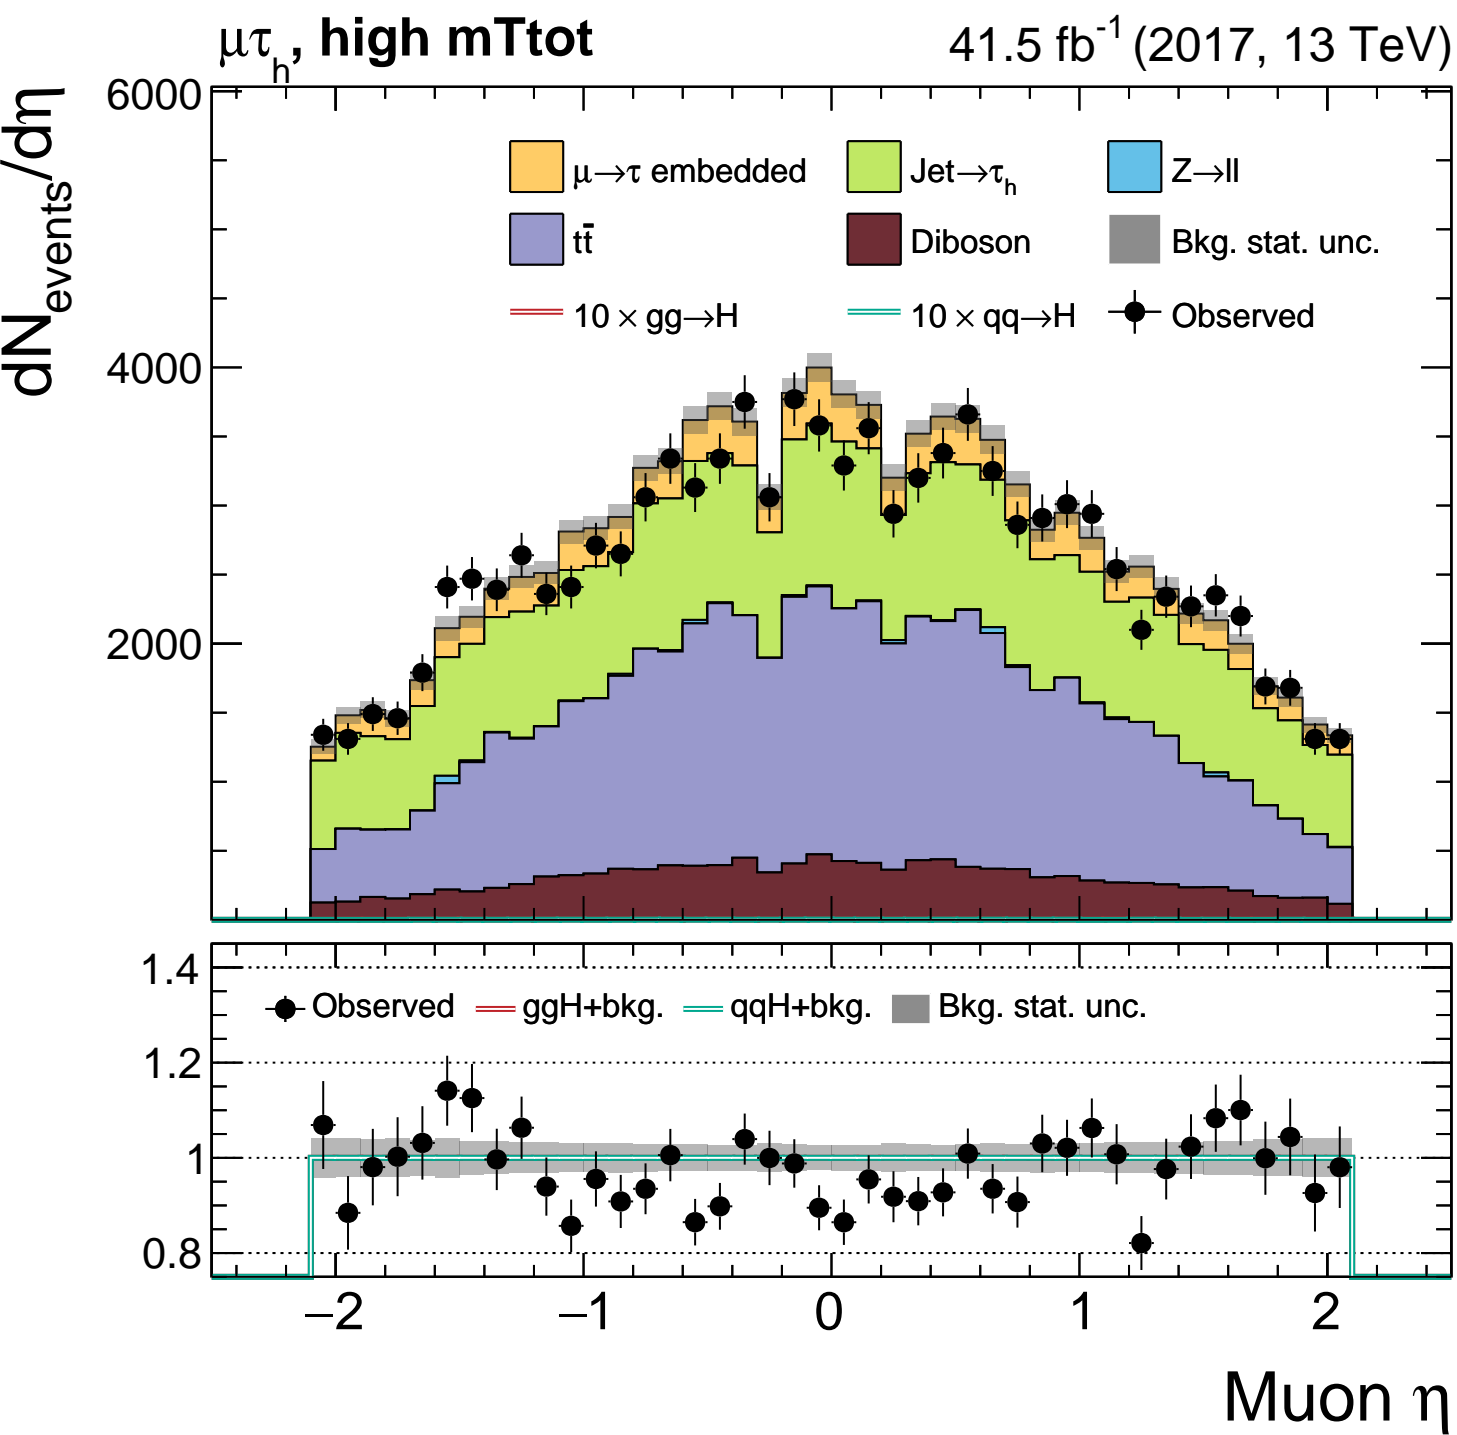 μτh, high mTtot 41.5 fb-1 (2017, 13 TeV)
dNevents/dη
6000
4000
2000
μ→τ embedded Jet→τh Z→ll
tt̄ Diboson Bkg. stat. unc.
10 × gg→H 10 × qq→H Observed
1.4
1.2
1
0.8
Observed ggH+bkg. qqH+bkg. Bkg. stat. unc.
−2 −1 0 1 2
Muon η